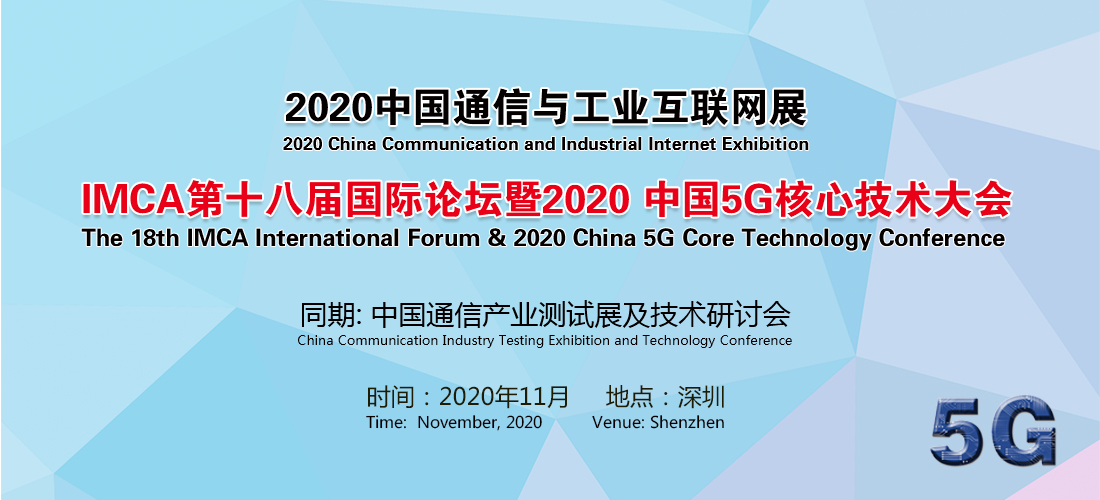 2020中国通信与工业互联网展
2020 China Communication and Industrial Internet Exhibition
IMCA第十八届国际论坛暨2020 中国5G核心技术大会
The 18th IMCA International Forum & 2020 China 5G Core Technology Conference
同期: 中国通信产业测试展及技术研讨会
China Communication Industry Testing Exhibition and Technology Conference
时间：2020年11月 地点：深圳
Time: November, 2020 Venue: Shenzhen
5G